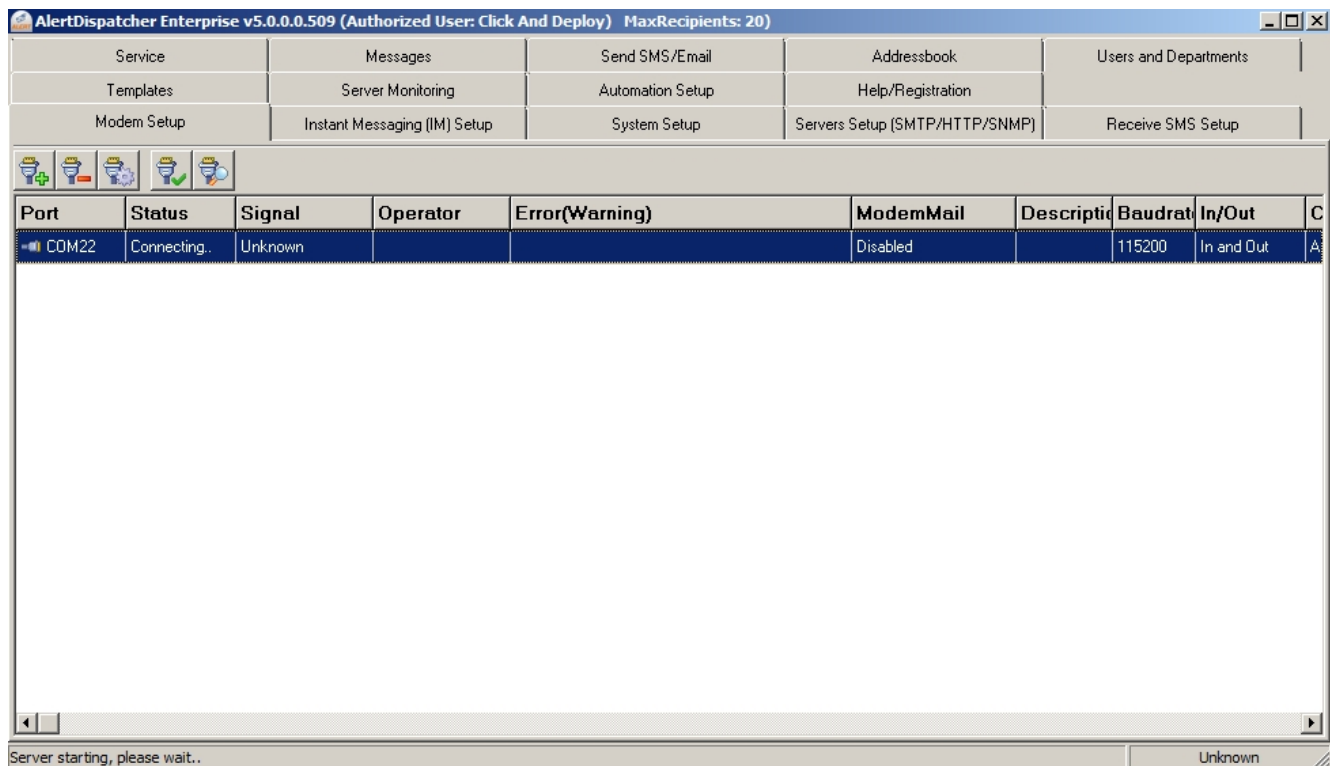 AlertDispatcher Enterprise v5.0.0.0.509 (Authorized User: Click And Deploy) MaxRecipients: 20)
Service Messages Send SMS/Email Addressbook Users and Departments
Templates Server Monitoring Automation Setup Help/Registration
Modem Setup Instant Messaging (IM) Setup System Setup Servers Setup (SMTP/HTTP/SNMP) Receive SMS Setup
Port Status Signal Operator Error(Warning) ModemMail Descriptio Baudrat In/Out C
COM22 Connecting.. Unknown Disabled 115200 In and Out A
Server starting, please wait.. Unknown